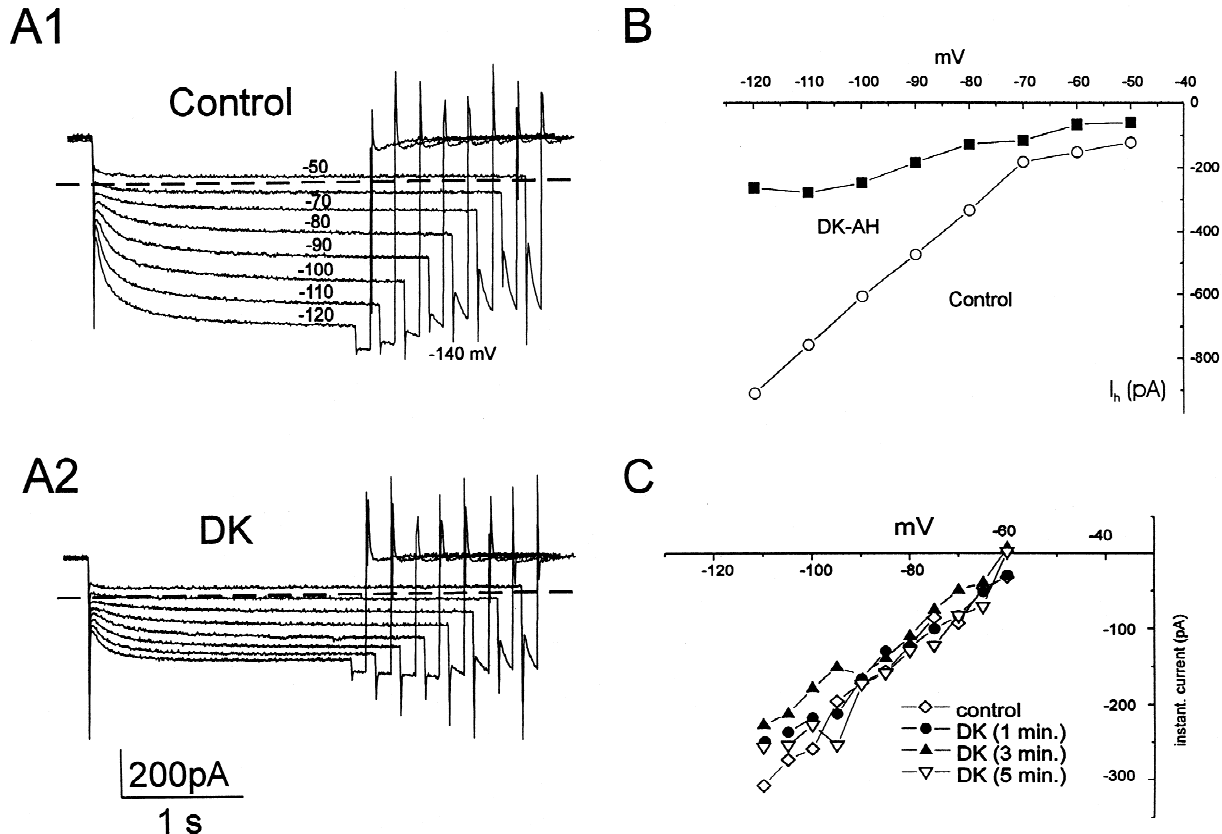 A1
Control
-50
-70
-80
-90
-100
-110
-120
-140 mV
A2
DK
200pA
1 s
B
mV
-120 -110 -100 -90 -80 -70 -60 -50 -40
0
-200
-400
-600
-800
DK-AH
Control
Ih (pA)
C
mV
-60 -40
-120 -100 -80
-100
-200
-300
instant. current (pA)
control
DK (1 min.)
DK (3 min.)
DK (5 min.)